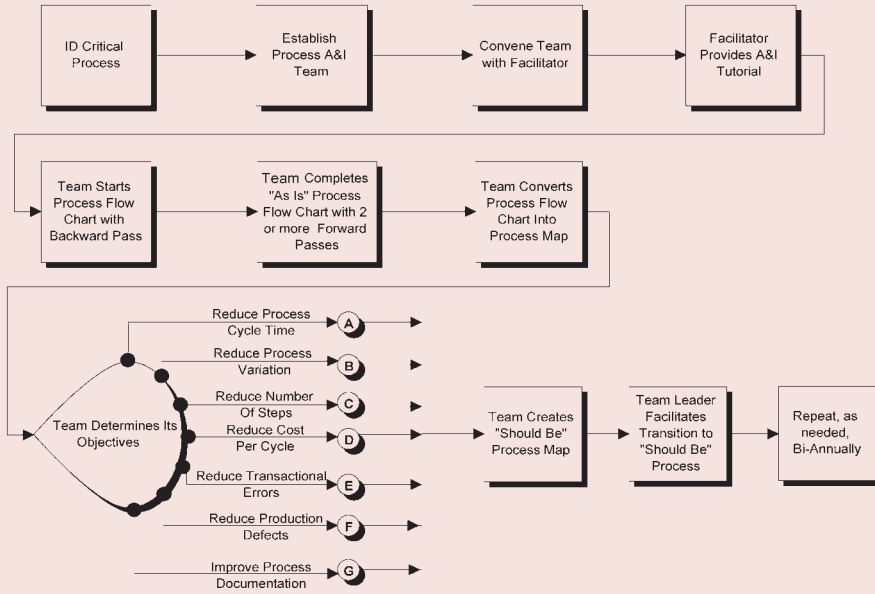 ID Critical
Process
Establish
Process A&I
Team
Convene Team
with Facilitator
Facilitator
Provides A&I
Tutorial
Team Starts
Process Flow
Chart with
Backward Pass
Team Completes
"As Is" Process
Flow Chart with 2
or more Forward
Passes
Team Converts
Process Flow
Chart Into
Process Map
Team Determines Its
Objectives
Reduce Process
Cycle Time
A
Reduce Process
Variation
B
Reduce Number
Of Steps
C
Reduce Cost
Per Cycle
D
Reduce Transactional
Errors
E
Reduce Production
Defects
F
Improve Process
Documentation
G
Team Creates
"Should Be"
Process Map
Team Leader
Facilitates
Transition to
"Should Be"
Process
Repeat, as
needed,
Bi-Annually